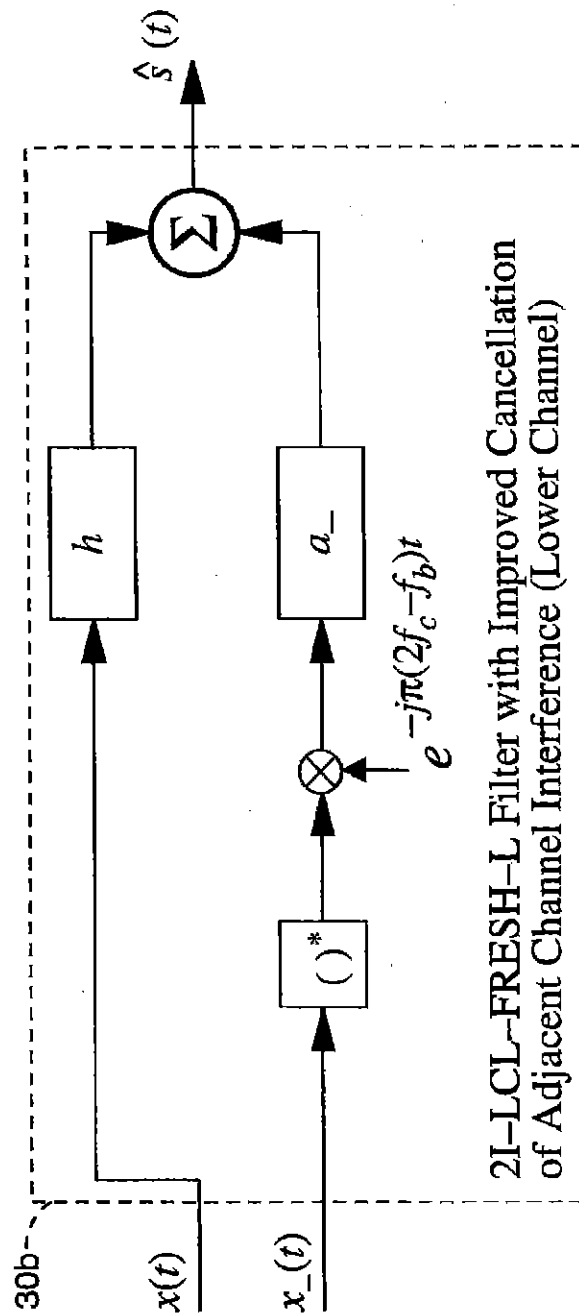 30b
x(t)
x_(t)
h
( )*
e^{-jπ(2f_c–f_b)t}
a_
Σ
ŝ (t)
2I–LCL–FRESH–L Filter with Improved Cancellation
of Adjacent Channel Interference (Lower Channel)